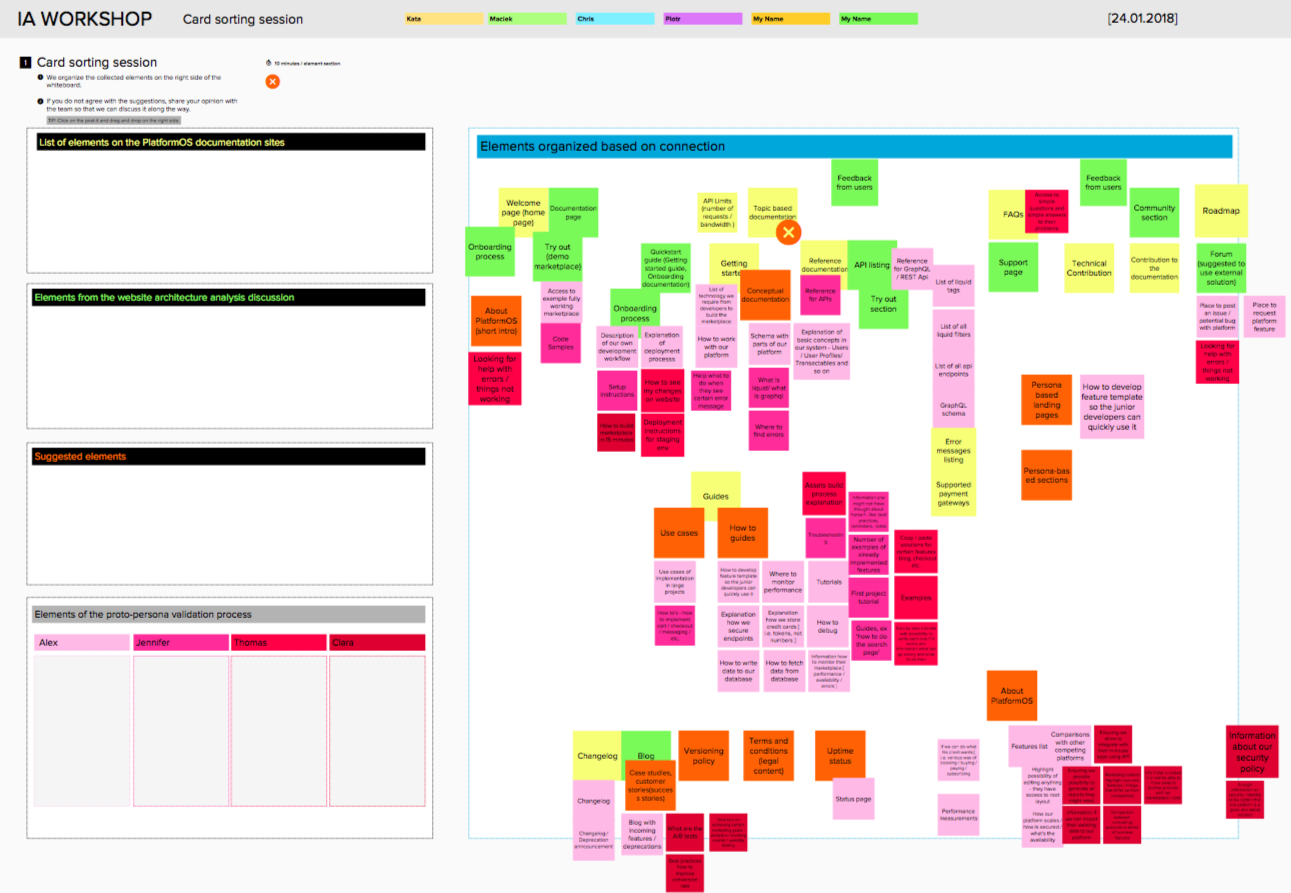 IA WORKSHOP
Card sorting session
Kata
Maciek
Chris
Piotr
My Name
My Name
[24.01.2018]
1 Card sorting session
10 minutes / element section
We organize the collected elements on the right side of the
whiteboard.
If you do not agree with the suggestions, share your opinion with
the team so that we can discuss it along the way.
TIP: Click on the post-it and drag and drop on the right side.
List of elements on the PlatformOS documentation sites
Elements from the website architecture analysis discussion
Suggested elements
Elements of the proto-persona validation process
Alex
Jennifer
Thomas
Clara
Elements organized based on connection
Welcome
page (home
page)
Documentation
page
Onboarding
process
Try out
(demo
marketplace)
Access to
example fully
working
marketplace
Code
Samples
About
PlatformOS
(short intro)
Looking for
help with
errors /
things not
working
API Limits
(number of
requests /
bandwidth )
Topic based
documentation
Feedback
from users
Quickstart
guide (Getting
started guide,
Onboarding
documentation)
Getting
starte
Onboarding
process
List of
technology we
require from
developers to
build the
marketplace
Conceptual
documentation
Reference
documentation
Reference
for APIs
API listing
Reference
for GraphQL
/ REST Api
Try out
section
List of liquid
tags
List of all
liquid filters
List of all api
endpoints
GraphQL
schema
Error
messages
listing
Supported
payment
gateways
Description
of our own
development
workflow
Explanation
of
deployment
processs
How to work
with our
platform
Schema with
parts of our
platform
Explanation of
basic concepts in
our system - Users
/ User Profiles/
Transactables and
so on
Setup
instructions
How to see
my changes
on website
Help what to
do when
they see
certain error
message
What is
liquid/ what
is graphql
How to build
marketplace
in 15 minutes
Deployment
instructions
for staging
env
Where to
find errors
FAQs
Feedback
from users
Community
section
Roadmap
Support
page
Technical
Contribution
Contribution to
the
documentation
Forum
(suggested to
use external
solution)
Place to post
an issue /
potential bug
with platform
Place to
request
platform
feature
Looking for
help with
errors /
things not
working
Persona
based
landing
pages
How to develop
feature template
so the junior
developers can
quickly use it
Persona-bas
ed sections
Guides
Use cases
How to
guides
Use cases of
implementation
in large
projects
How to's - how
to implement
cart / checkout
/ messaging /
etc.
How to develop
feature template
so the junior
developers can
quickly use it
Where to
monitor
performance
Tutorials
Explanation
how we
secure
endpoints
Explanation
how we store
credit cards (
i.e. tokens, not
numbers )
How to
debug
How to write
data to our
database
How to fetch
data from
database
Information how
to monitor their
marketplace (
performance /
availability /
errors )
Assets build
process
explanation
Troubleshootin
g
Number of
examples of
already
implemented
features
First project
tutorial
Examples
Guides, ex
'how to do
the search
page'
About
PlatformOS
Changelog
Blog
Versioning
policy
Terms and
conditions
(legal
content)
Uptime
status
Case studies,
customer
stories(succes
s stories)
Changelog
Changelog /
Deprecation
announcement
Blog with
incoming
features /
deprecations
What are the
A/B tests
Status page
Performance
Measurements
Features list
Comparisons
with other
competing
platforms
Highlight
possibility of
editing anything
- they have
access to root
layout
How our
platform scales /
how is secured /
what's the
availability
Information
about our
security
policy